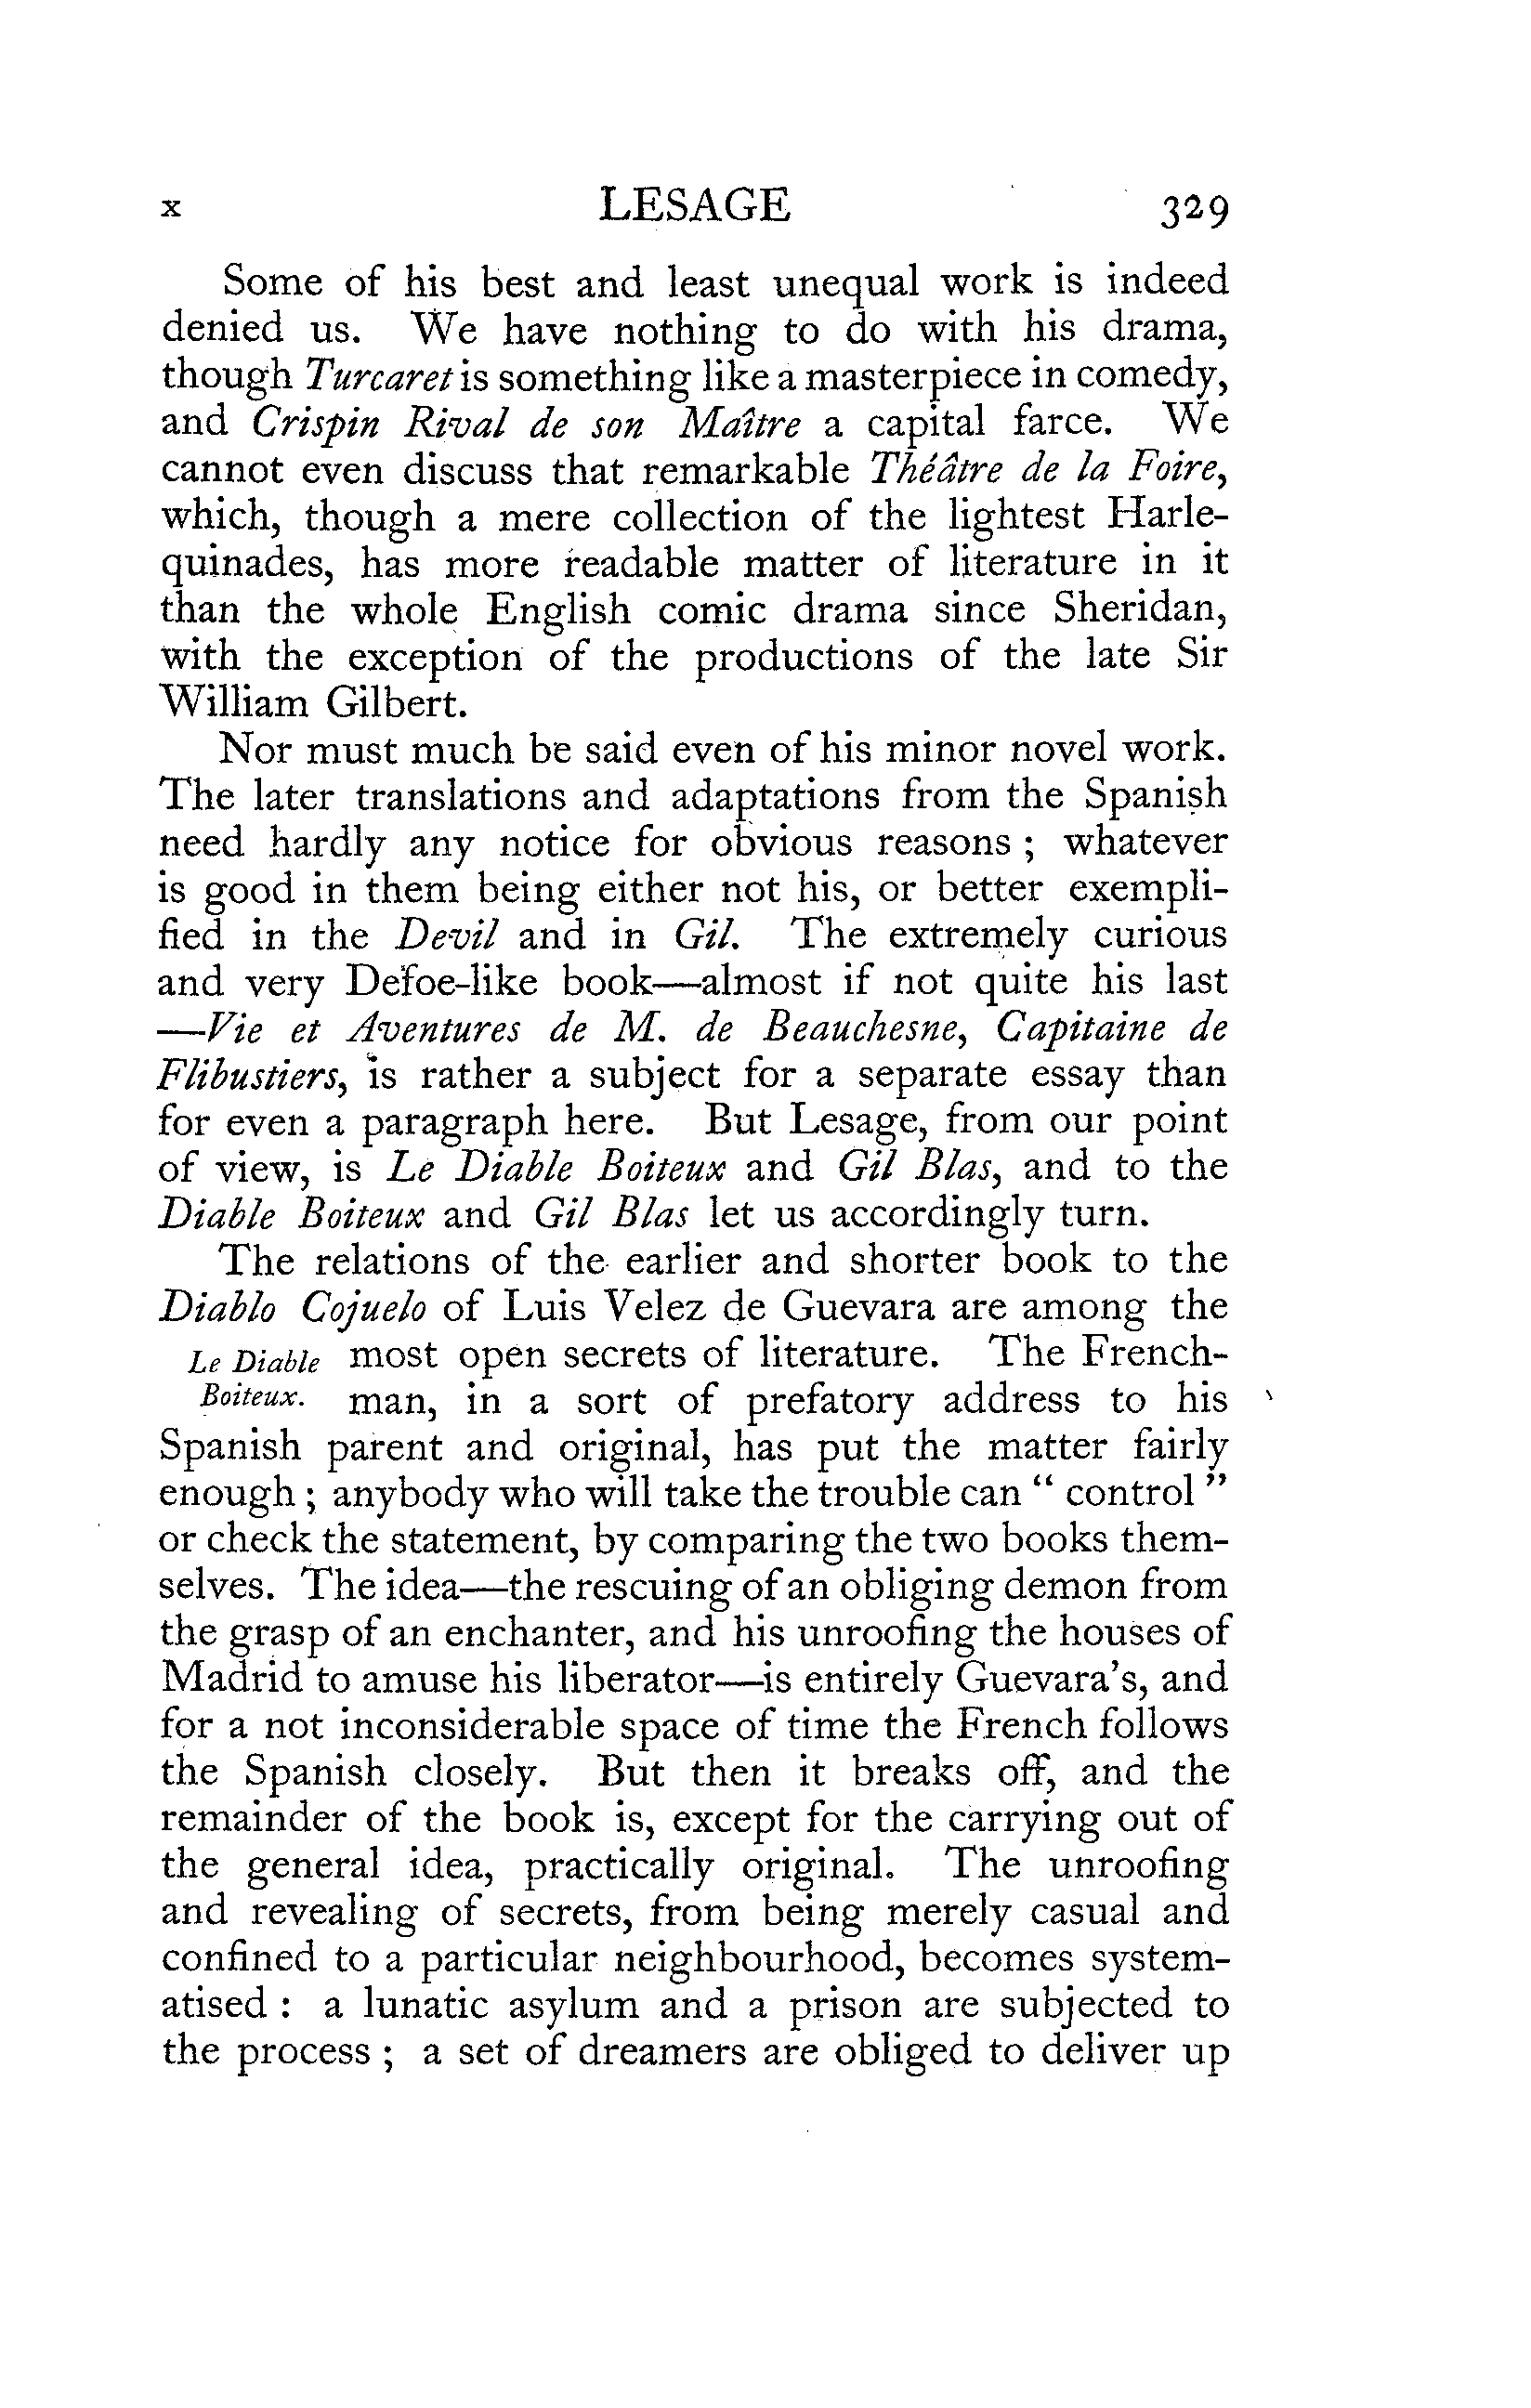 x LESAGE 329
Some of his best and least unequal work is indeed
denied us. We have nothing to do with his drama,
though Turcaret is something like a masterpiece in comedy,
and Crispin Rival de son Maître a capital farce. We
cannot even discuss that remarkable Théâtre de la Foire,
which, though a mere collection of the lightest Harle-
quinades, has more readable matter of literature in it
than the whole English comic drama since Sheridan,
with the exception of the productions of the late Sir
William Gilbert.
Nor must much be said even of his minor novel work.
The later translations and adaptations from the Spanish
need hardly any notice for obvious reasons ; whatever
is good in them being either not his, or better exempli-
fied in the Devil and in Gil. The extremely curious
and very Defoe-like book—almost if not quite his last
—Vie et Aventures de M. de Beauchesne, Capitaine de
Flibustiers, is rather a subject for a separate essay than
for even a paragraph here. But Lesage, from our point
of view, is Le Diable Boiteux and Gil Blas, and to the
Diable Boiteux and Gil Blas let us accordingly turn.
The relations of the earlier and shorter book to the
Diablo Cojuelo of Luis Velez de Guevara are among the
Le Diable most open secrets of literature. The French-
Boiteux. man, in a sort of prefatory address to his
Spanish parent and original, has put the matter fairly
enough ; anybody who will take the trouble can “ control ”
or check the statement, by comparing the two books them-
selves. The idea—the rescuing of an obliging demon from
the grasp of an enchanter, and his unroofing the houses of
Madrid to amuse his liberator—is entirely Guevara's, and
for a not inconsiderable space of time the French follows
the Spanish closely. But then it breaks off, and the
remainder of the book is, except for the carrying out of
the general idea, practically original. The unroofing
and revealing of secrets, from being merely casual and
confined to a particular neighbourhood, becomes system-
atised : a lunatic asylum and a prison are subjected to
the process ; a set of dreamers are obliged to deliver up